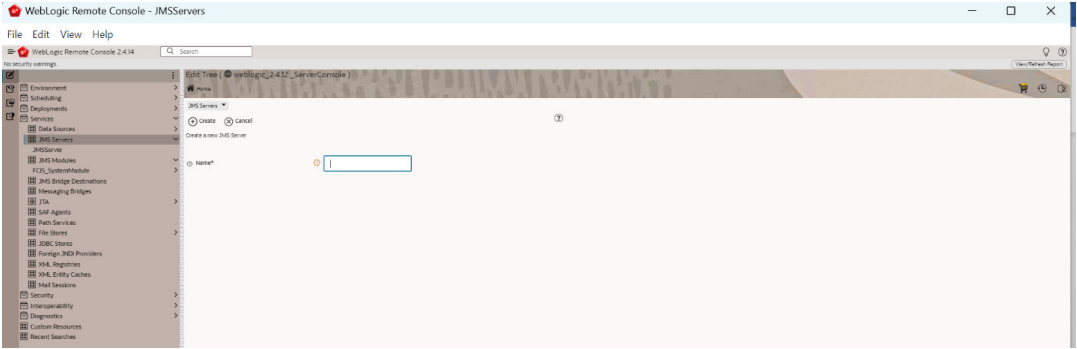 WebLogic Remote Console - JMSServers
File Edit View Help
WebLogic Remote Console 2.4.14
Search
No security warnings.
View/Refresh Report
Edit Tree ( weblogic_2.4.12 _ServerConsole )
Home
Environment
Scheduling
Deployments
Services
Data Sources
JMS Servers
JMSServer
JMS Modules
FCIS_SystemModule
JMS Bridge Destinations
Messaging Bridges
JTA
SAF Agents
Path Services
File Stores
JDBC Stores
Foreign JNDI Providers
XML Registries
XML Entity Caches
Mail Sessions
Security
Interoperability
Diagnostics
Custom Resources
Recent Searches
JMS Servers
Create Cancel
Create a new JMS Server
Name*